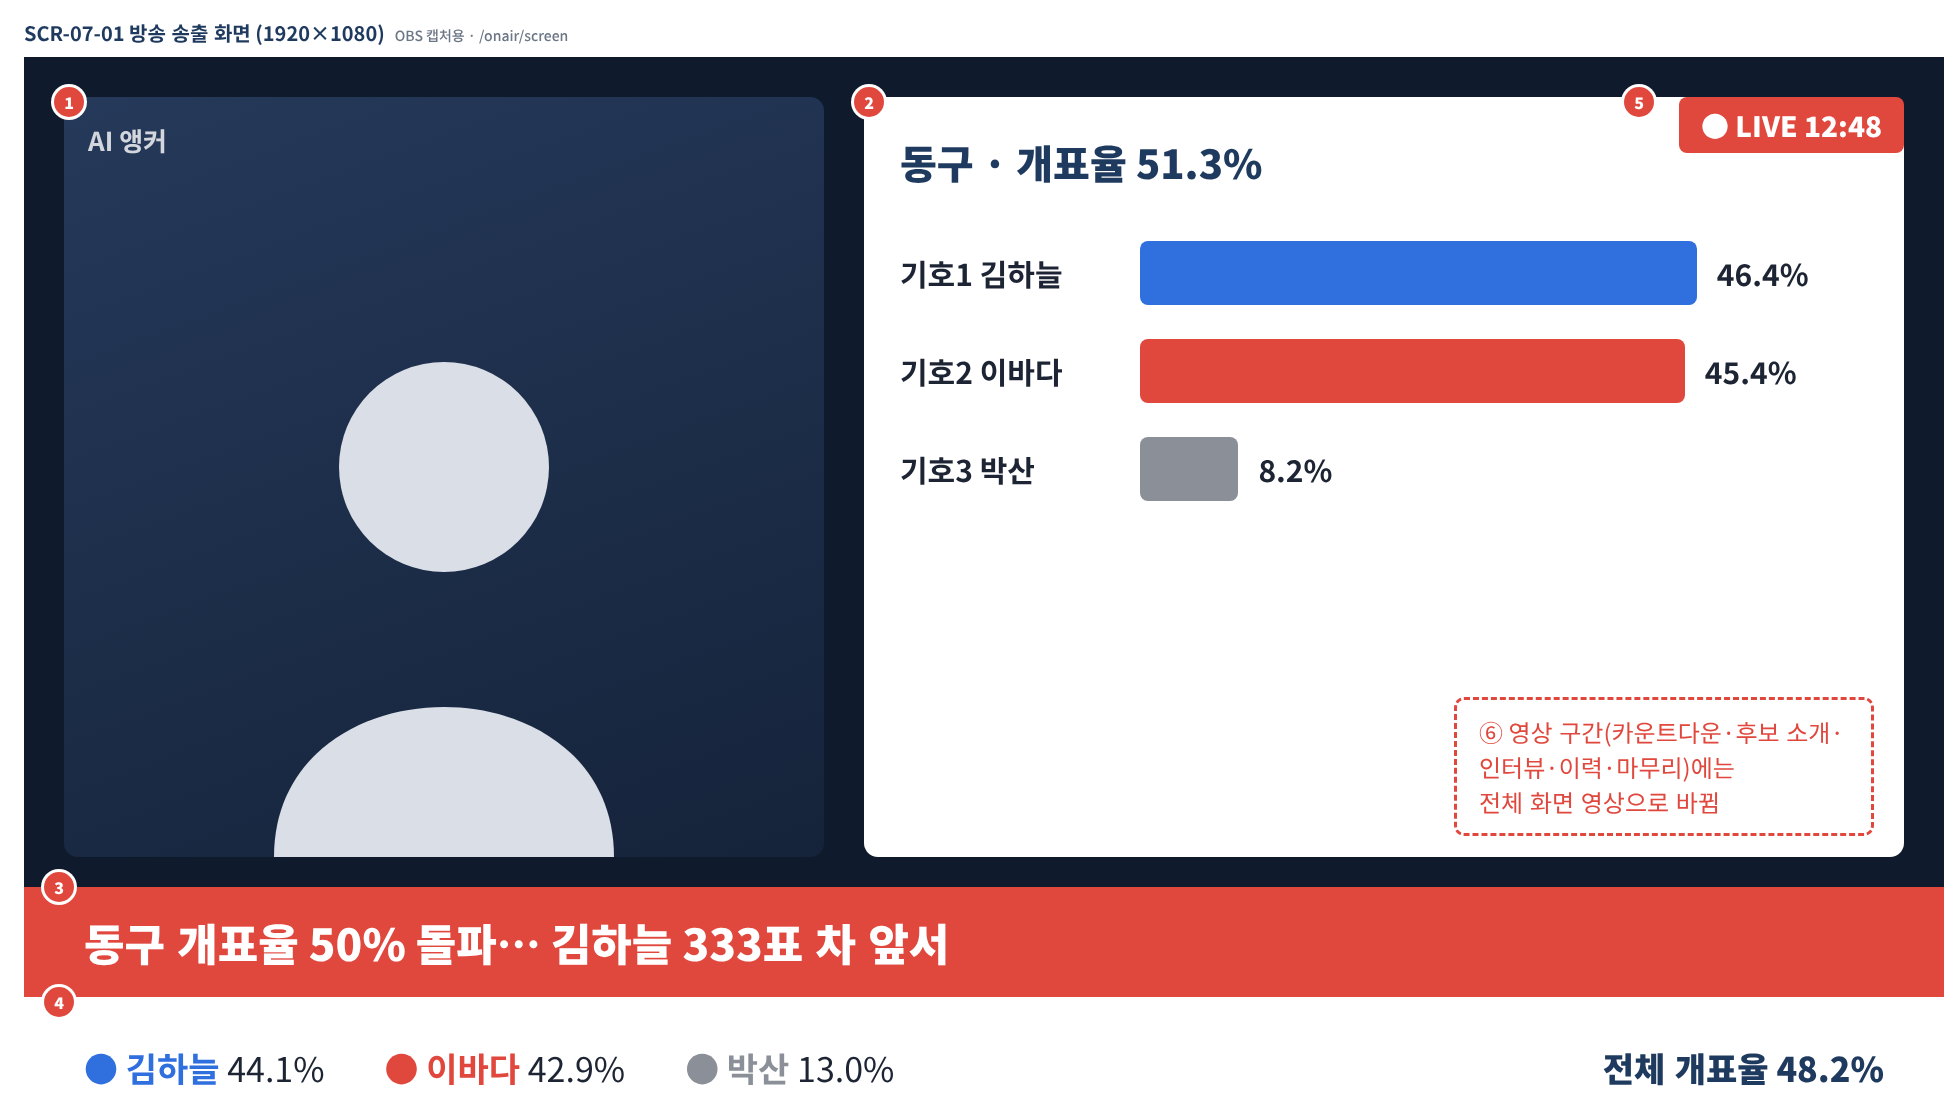 SCR-07-01 방송 송출 화면 (1920×1080) OBS 캡처용 · /onair/screen
1
AI 앵커
2
5
LIVE 12:48
동구 · 개표율 51.3%
기호1 김하늘 46.4%
기호2 이바다 45.4%
기호3 박산 8.2%
⑥ 영상 구간(카운트다운·후보 소개·
인터뷰·이력·마무리)에는
전체 화면 영상으로 바뀜
3
동구 개표율 50% 돌파… 김하늘 333표 차 앞서
4
김하늘 44.1% 이바다 42.9% 박산 13.0% 전체 개표율 48.2%